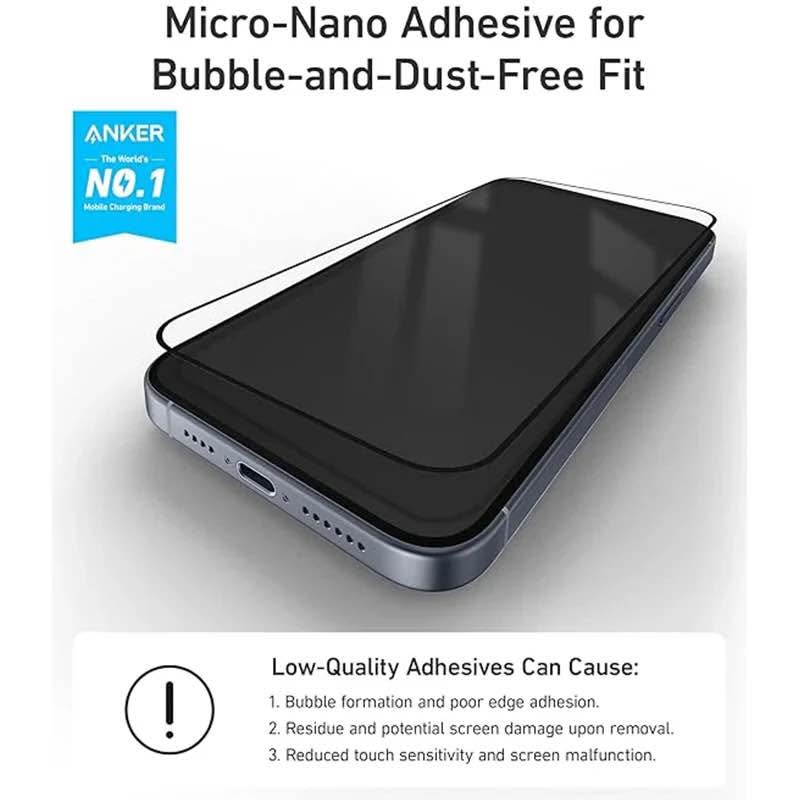 Micro-Nano Adhesive for
Bubble-and-Dust-Free Fit
ANKER
The World's
NO.1
Mobile Charging Brand
Low-Quality Adhesives Can Cause:
1. Bubble formation and poor edge adhesion.
2. Residue and potential screen damage upon removal.
3. Reduced touch sensitivity and screen malfunction.